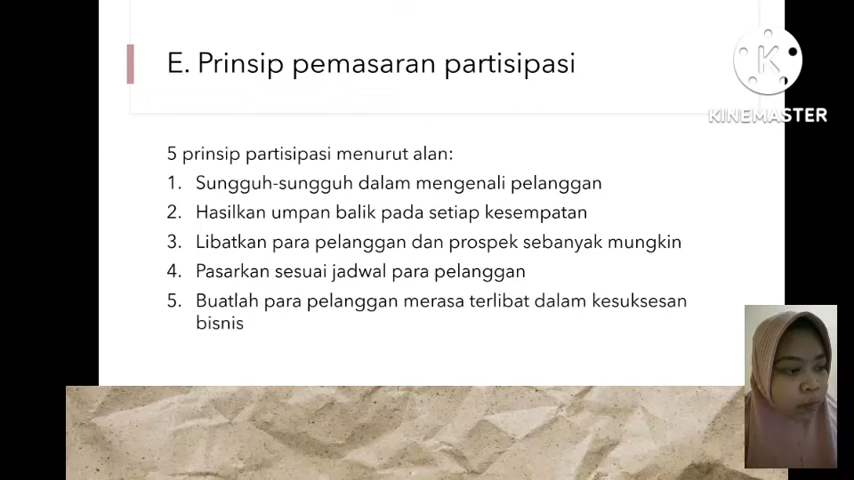 E. Prinsip pemasaran partisipasi
KINEMASTER
5 prinsip partisipasi menurut alan:
1. Sungguh-sungguh dalam mengenali pelanggan
2. Hasilkan umpan balik pada setiap kesempatan
3. Libatkan para pelanggan dan prospek sebanyak mungkin
4. Pasarkan sesuai jadwal para pelanggan
5. Buatlah para pelanggan merasa terlibat dalam kesuksesan
bisnis